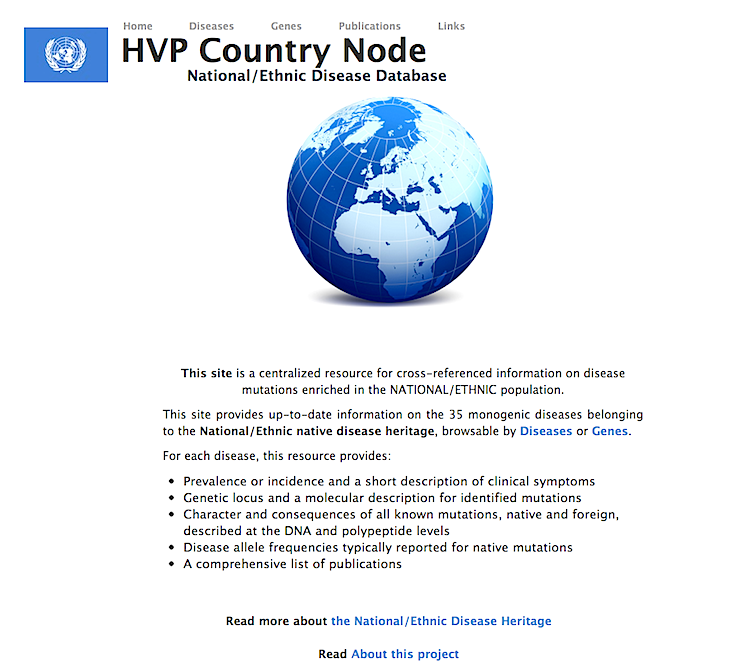 Home Diseases Genes Publications Links
HVP Country Node
National/Ethnic Disease Database
This site is a centralized resource for cross-referenced information on disease
mutations enriched in the NATIONAL/ETHNIC population.
This site provides up-to-date information on the 35 monogenic diseases belonging
to the National/Ethnic native disease heritage, browsable by Diseases or Genes.
For each disease, this resource provides:
• Prevalence or incidence and a short description of clinical symptoms
• Genetic locus and a molecular description for identified mutations
• Character and consequences of all known mutations, native and foreign,
described at the DNA and polypeptide levels
• Disease allele frequencies typically reported for native mutations
• A comprehensive list of publications
Read more about the National/Ethnic Disease Heritage
Read About this project